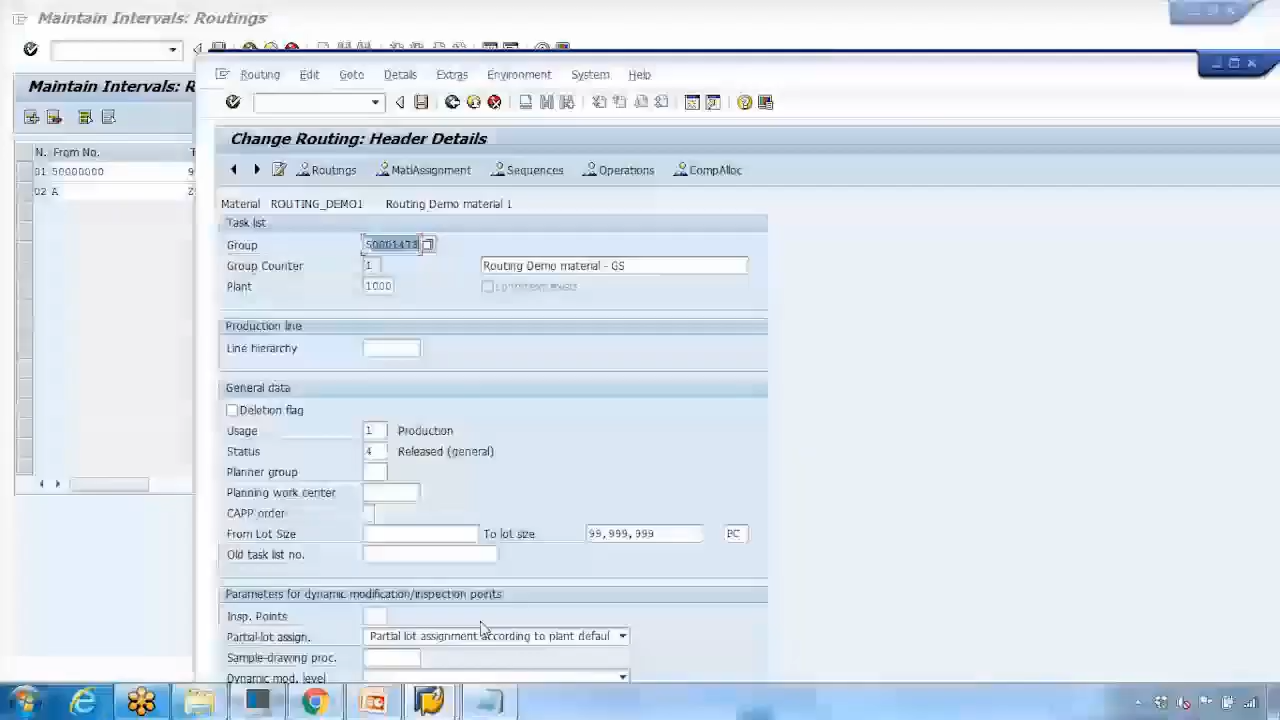 Maintain Intervals: Routings
Maintain Intervals: R
N. From No.
01 50000000 9
02 A
Routing Edit Goto Details Extras Environment System Help
Change Routing: Header Details
Routings MatlAssignment Sequences Operations CompAlloc
Material ROUTING_DEMO1 Routing Demo material 1
Task list
Group
Group Counter 1 Routing Demo material - GS
Plant 1000
Production line
Line hierarchy
General data
Deletion flag
Usage 1 Production
Status 4 Released (general)
Planner group
Planning work center
CAPP order
From Lot Size To lot size 99,999,999 PC
Old task list no.
Parameters for dynamic modification/inspection points
Insp. Points
Partial-lot assign. Partial lot assignment according to plant defaul
Sample-drawing proc.
Dynamic mod. level